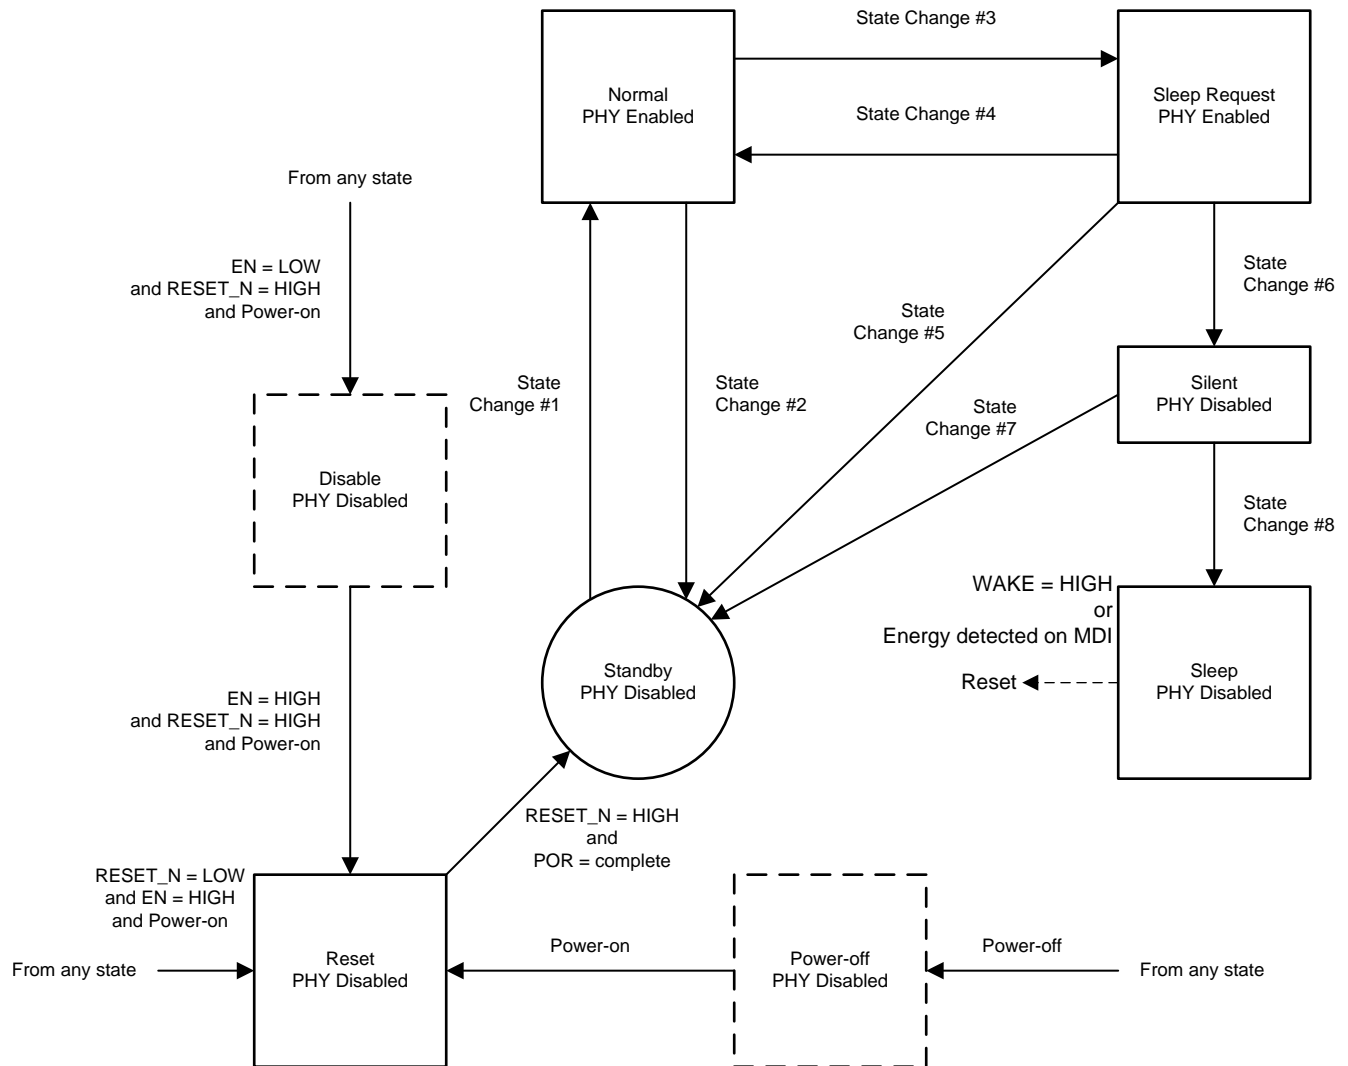 State Change #3
Normal
PHY Enabled
Sleep Request
PHY Enabled
State Change #4
From any state
EN = LOW
and RESET_N = HIGH
and Power-on
State
Change #6
State
Change #5
State
Change #1
State
Change #2
State
Change #7
Silent
PHY Disabled
Disable
PHY Disabled
State
Change #8
WAKE = HIGH
or
Energy detected on MDI
Reset
Sleep
PHY Disabled
Standby
PHY Disabled
EN = HIGH
and RESET_N = HIGH
and Power-on
RESET_N = HIGH
and
POR = complete
RESET_N = LOW
and EN = HIGH
and Power-on
From any state
Reset
PHY Disabled
Power-on
Power-off
PHY Disabled
Power-off
From any state